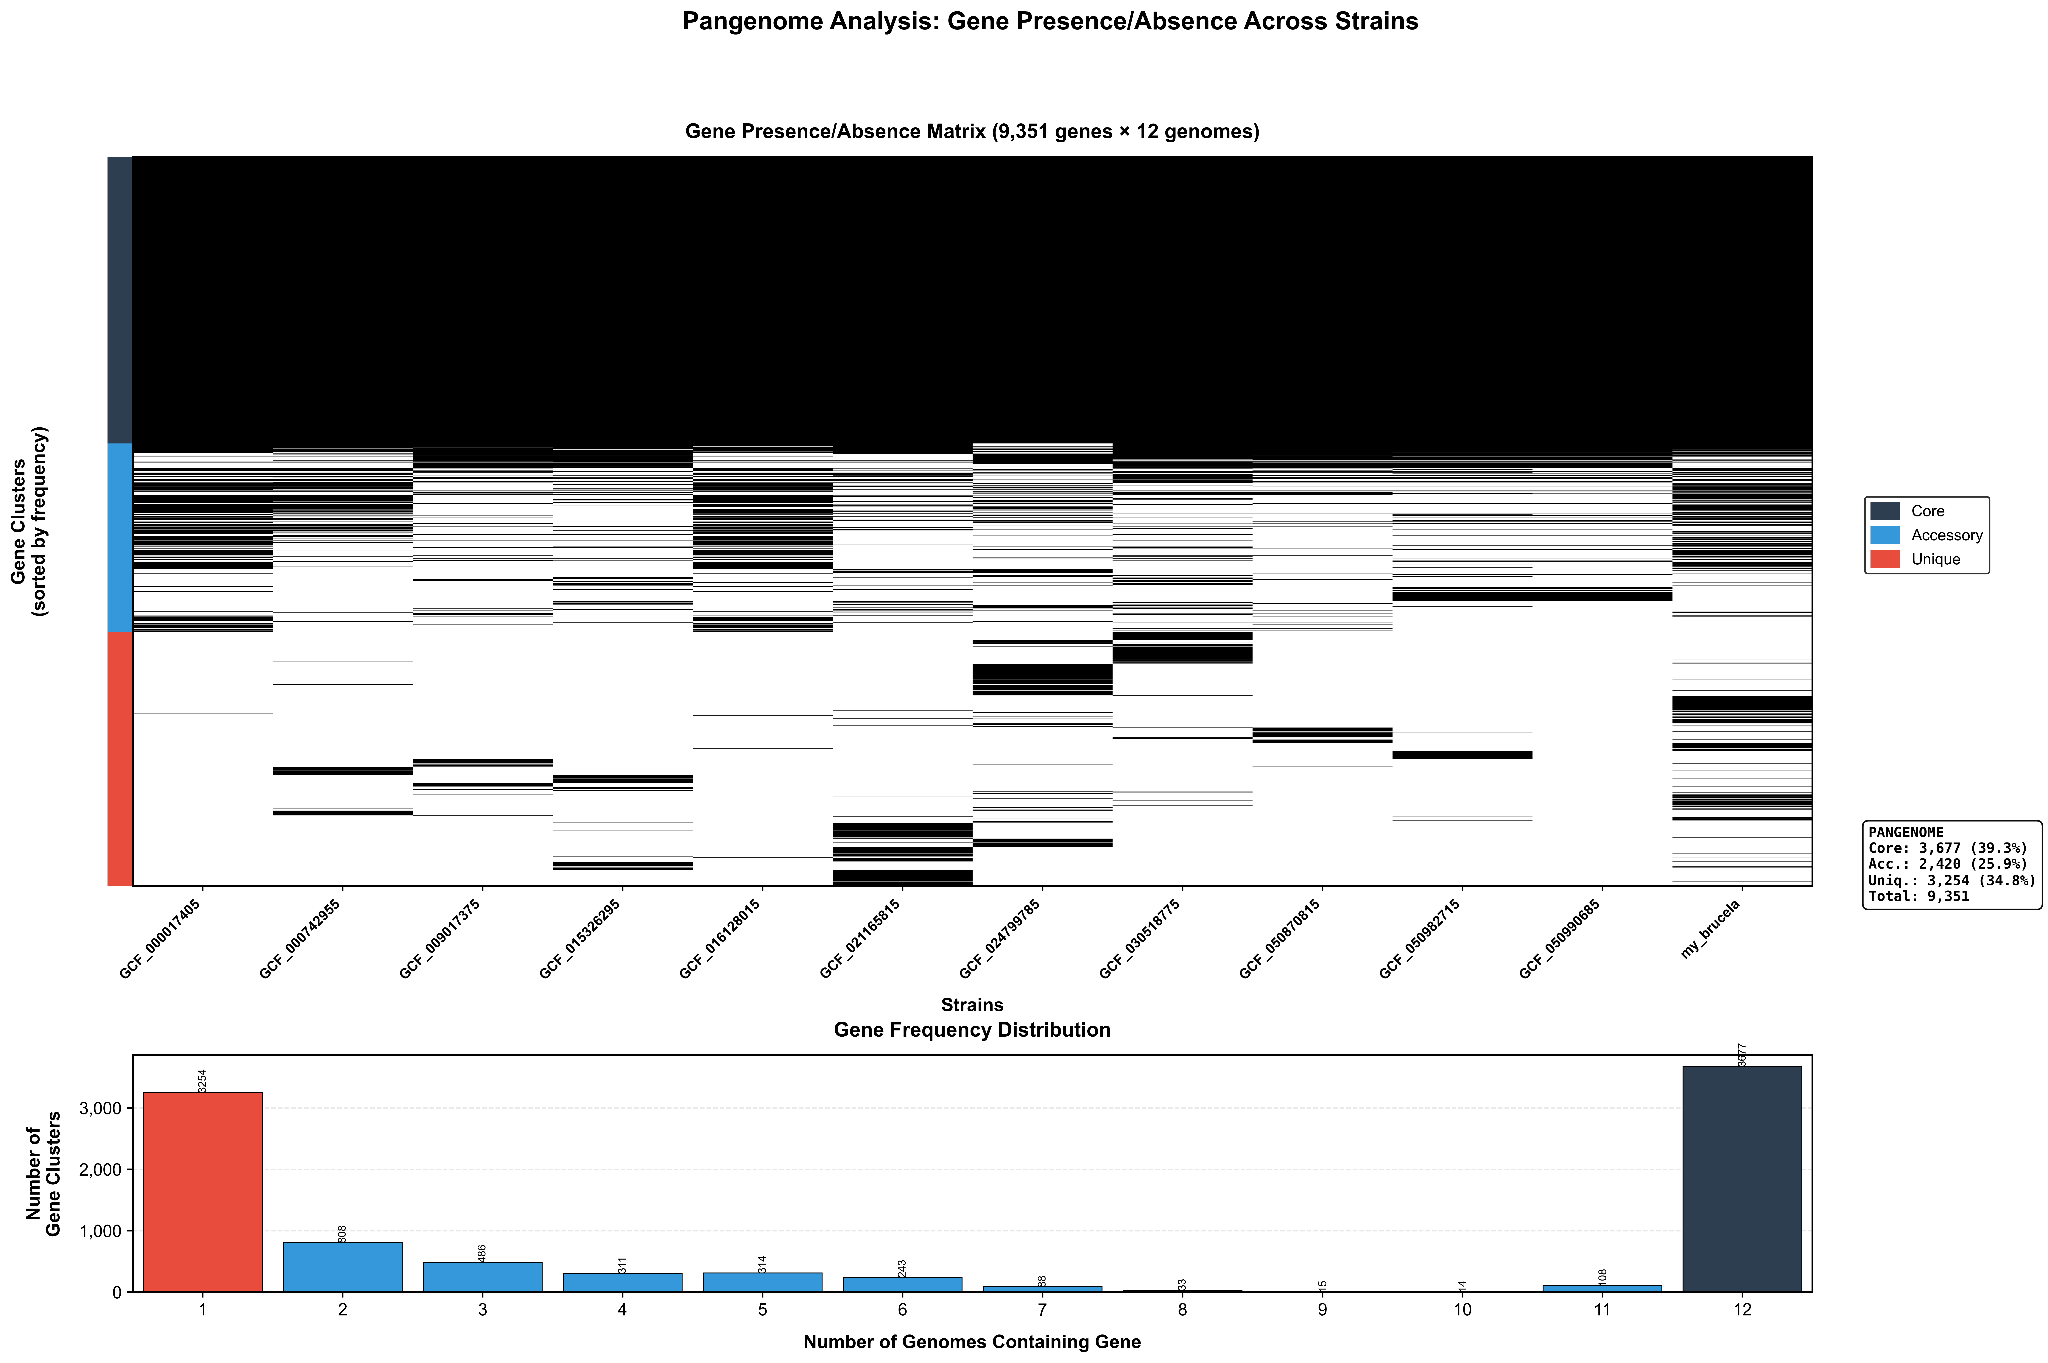 Pangenome Analysis: Gene Presence/Absence Across Strains
Gene Presence/Absence Matrix (9,351 genes × 12 genomes)
Gene Clusters
(sorted by frequency)
Core
Accessory
Unique
PANGENOME
Core: 3,677 (39.3%)
Acc.: 2,420 (25.9%)
Uniq.: 3,254 (34.8%)
Total: 9,351
GCF_000017405
GCF_000742955
GCF_009017375
GCF_015326295
GCF_016128015
GCF_021165815
GCF_024799785
GCF_030518775
GCF_050870815
GCF_050982715
GCF_050990685
my_brucela
Strains
Gene Frequency Distribution
Number of
Gene Clusters
3,000
2,000
1,000
0
3254
808
486
311
314
243
88
33
15
14
108
3677
1
2
3
4
5
6
7
8
9
10
11
12
Number of Genomes Containing Gene